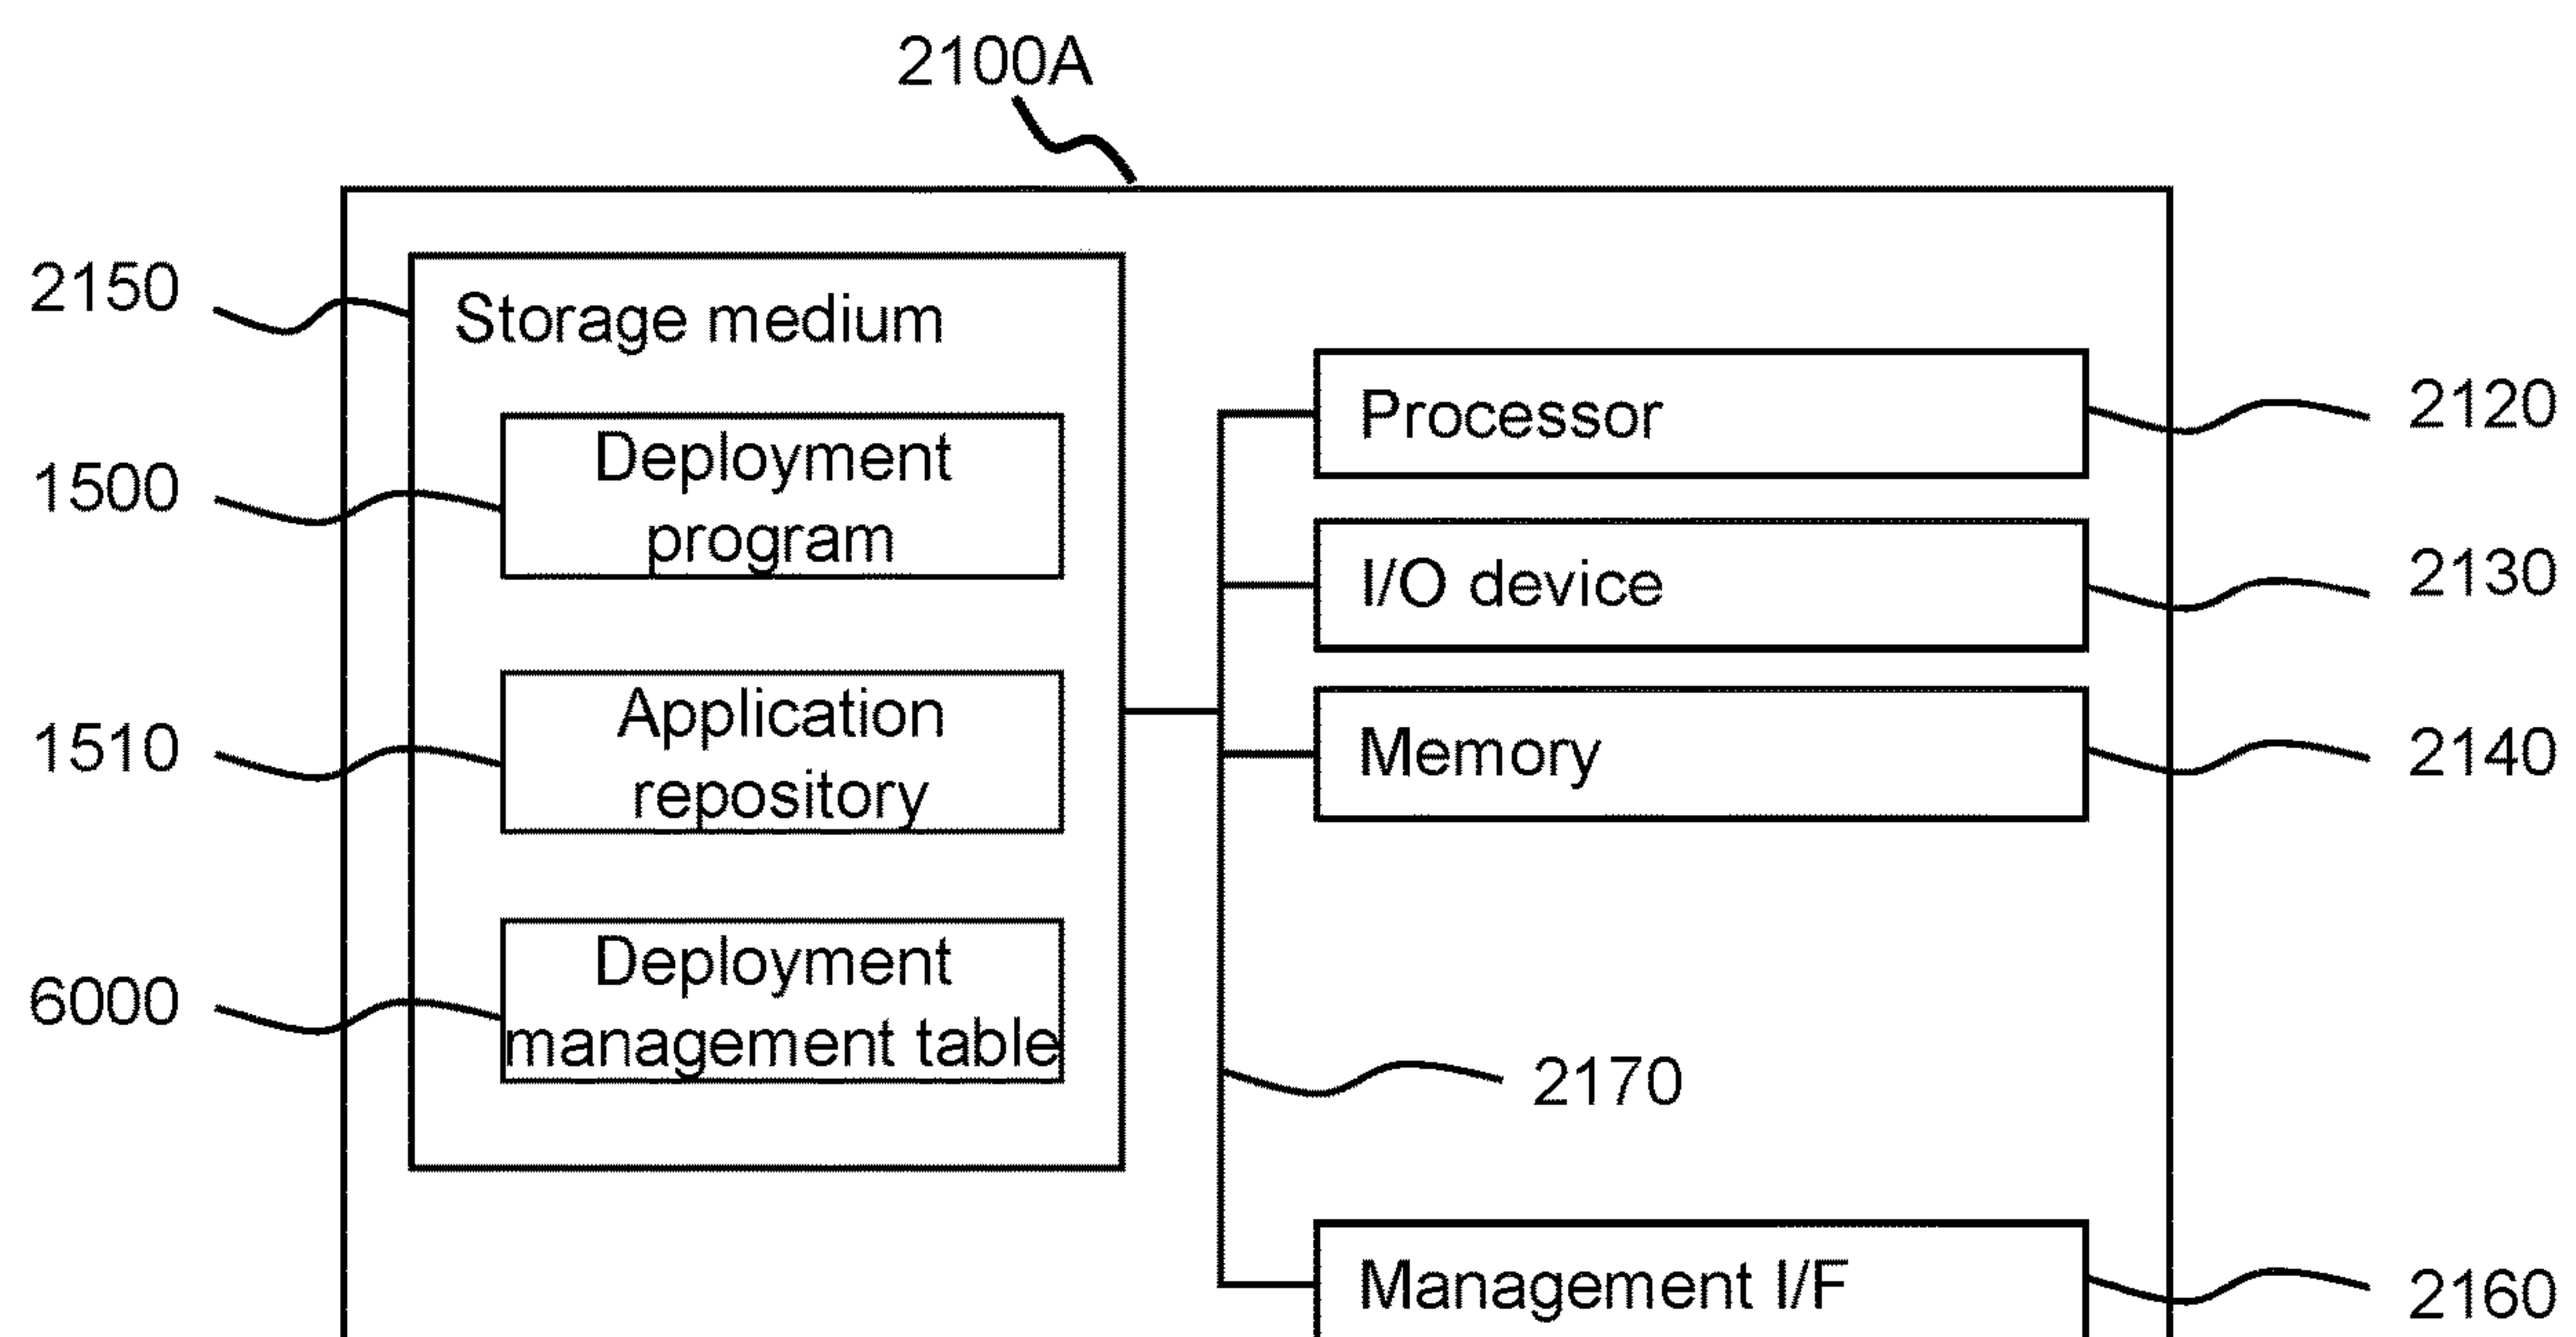 2100A
2150
Storage medium
1500
Deployment
program
1510
Application
repository
6000
Deployment
management table
Processor
2120
I/O device
2130
Memory
2140
2170
Management I/F
2160